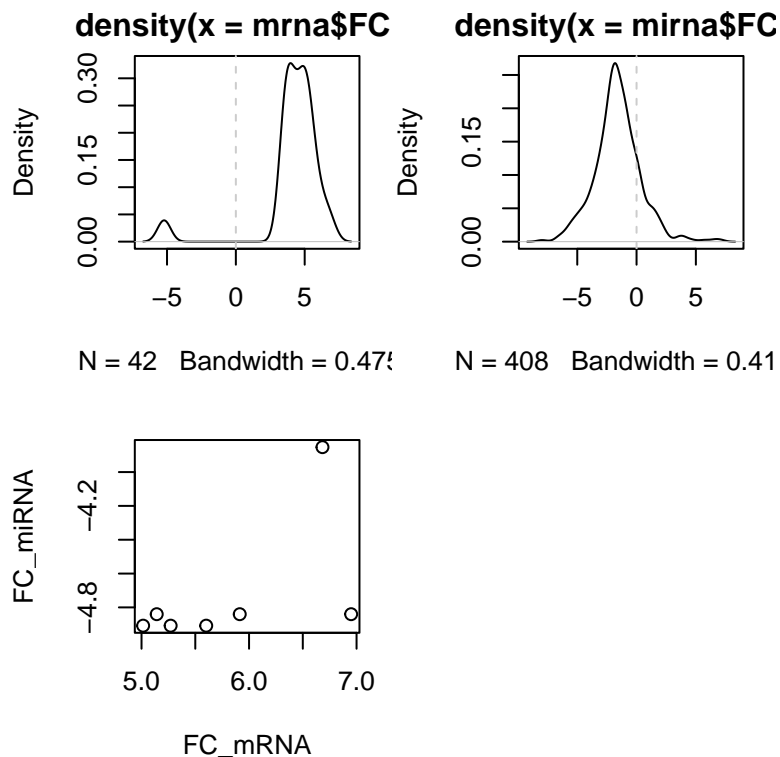 density(x = mrna$FC
Density
0.00
0.15
0.30
−5
0
5
N = 42 Bandwidth = 0.475
density(x = mirna$FC
Density
0.00
0.15
−5
0
5
N = 408 Bandwidth = 0.41
FC_miRNA
−4.8
−4.2
5.0
6.0
7.0
FC_mRNA